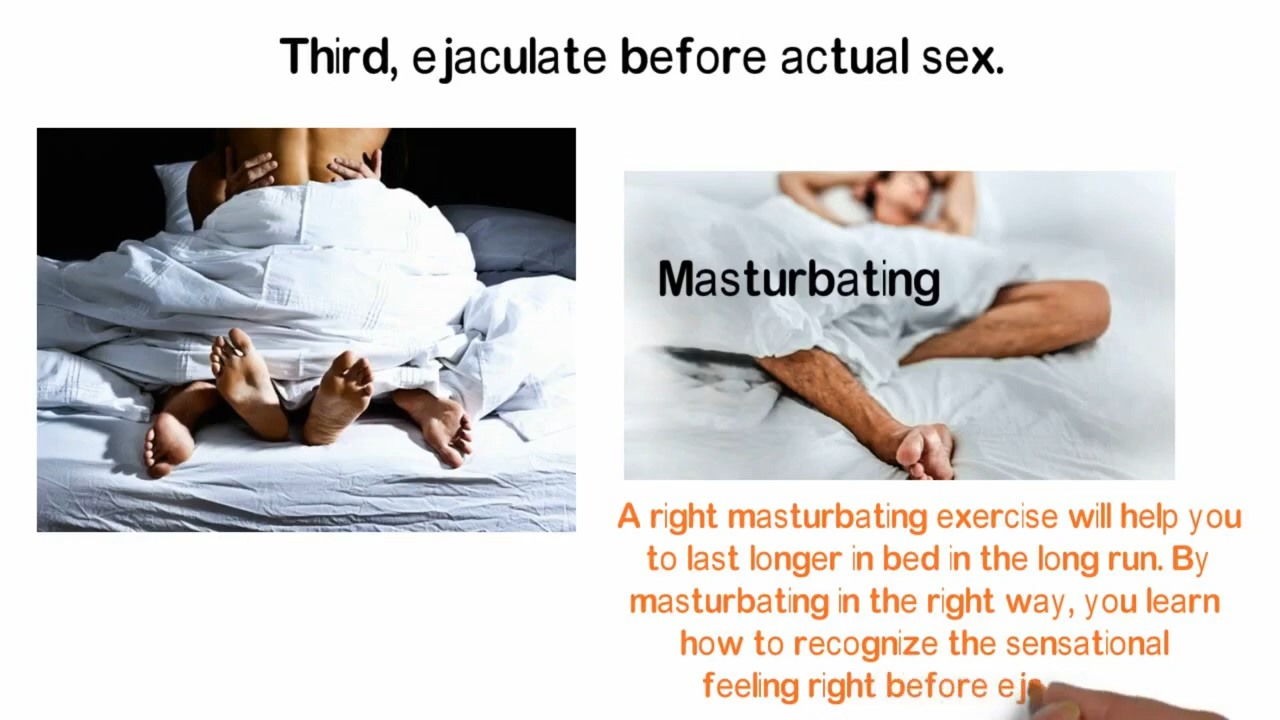 Third, ejaculate before actual sex.
Masturbating
A right masturbating exercise will help you
to last longer in bed in the long run. By
masturbating in the right way, you learn
how to recognize the sensational
feeling right before eja